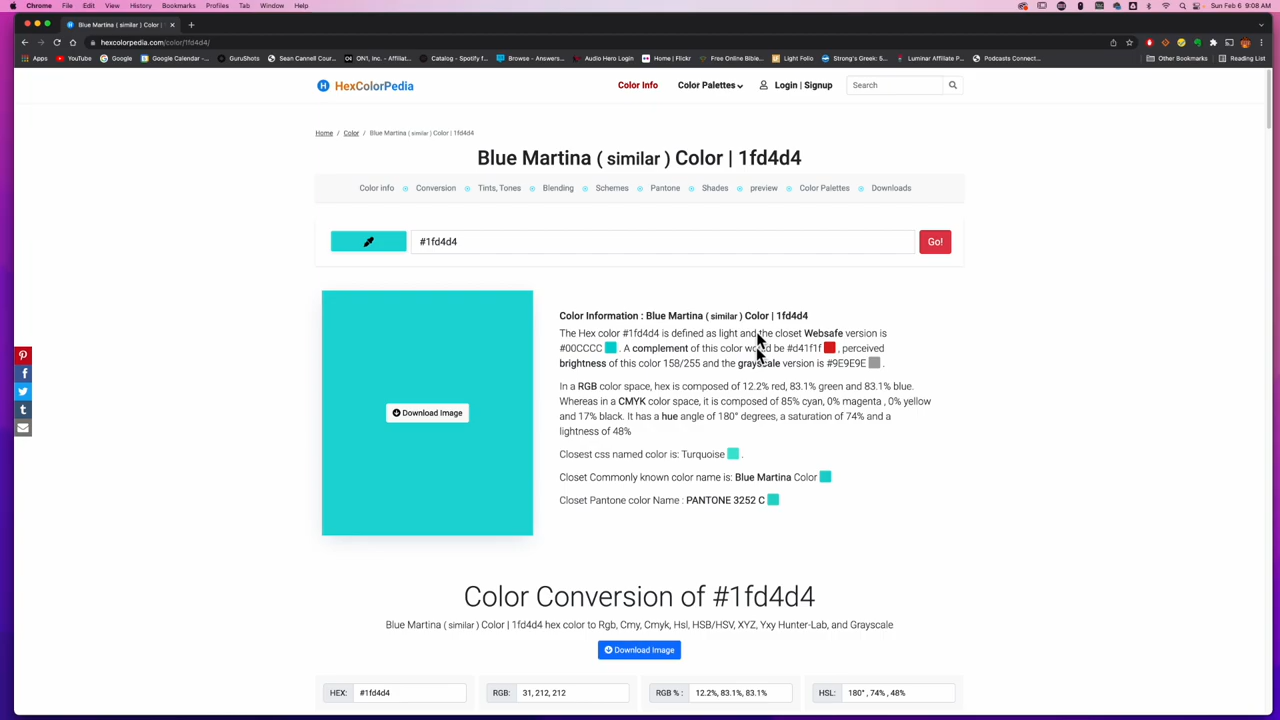 Chrome File Edit View History Bookmarks Profiles Tab Window Help Sun Feb 6 9:08 AM
Blue Martina ( similar ) Color |
hexcolorpedia.com/color/1fd4d4/
Apps YouTube Google Google Calendar -... GuruShots Sean Cannell Cour... ON1, Inc. - Affiliat... Catalog - Spotify f... Browse - Answers... Audio Hero Login Home | Flickr Free Online Bible... Light Folio Strong's Greek: 5... Luminar Affiliate P... Podcasts Connect... Other Bookmarks Reading List
HexColorPedia Color Info Color Palettes Login | Signup Search
Home / Color / Blue Martina ( similar ) Color | 1fd4d4
Blue Martina ( similar ) Color | 1fd4d4
Color info Conversion Tints, Tones Blending Schemes Pantone Shades preview Color Palettes Downloads
#1fd4d4 Go!
Color Information : Blue Martina ( similar ) Color | 1fd4d4
The Hex color #1fd4d4 is defined as light and the closet Websafe version is
#00CCCC . A complement of this color would be #d41f1f , perceived
brightness of this color 158/255 and the grayscale version is #9E9E9E .
In a RGB color space, hex is composed of 12.2% red, 83.1% green and 83.1% blue.
Whereas in a CMYK color space, it is composed of 85% cyan, 0% magenta , 0% yellow
and 17% black. It has a hue angle of 180° degrees, a saturation of 74% and a
lightness of 48%
Closest css named color is: Turquoise .
Closet Commonly known color name is: Blue Martina Color
Closet Pantone color Name : PANTONE 3252 C
Download Image
Color Conversion of #1fd4d4
Blue Martina ( similar ) Color | 1fd4d4 hex color to Rgb, Cmy, Cmyk, Hsl, HSB/HSV, XYZ, Yxy Hunter-Lab, and Grayscale
Download Image
HEX: #1fd4d4 RGB: 31, 212, 212 RGB % : 12.2%, 83.1%, 83.1% HSL: 180° , 74% , 48%